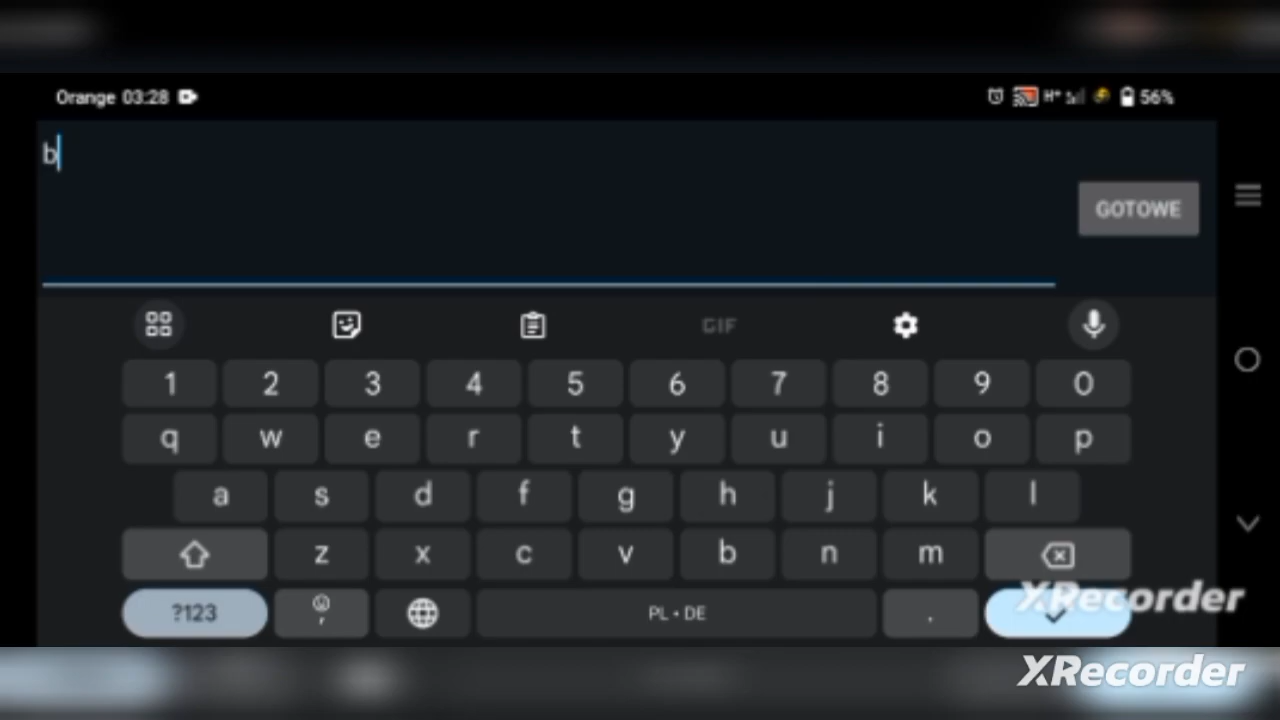 Orange 03:28 H+ 56%
b
GOTOWE
GIF
1 2 3 4 5 6 7 8 9 0
q w e r t y u i o p
a s d f g h j k l
z x c v b n m
?123 , PL • DE .
XRecorder
XRecorder